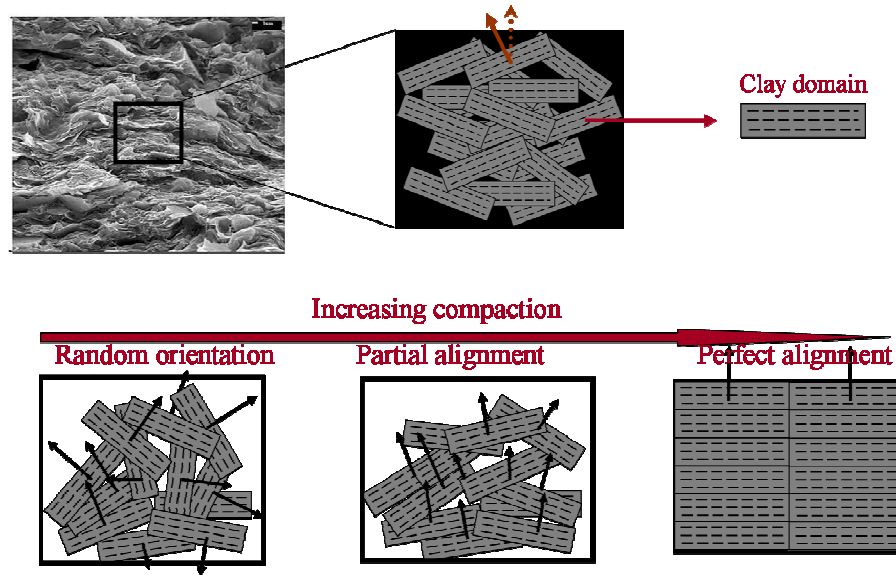 Clay domain
Increasing compaction
Random orientation
Partial alignment
Perfect alignment